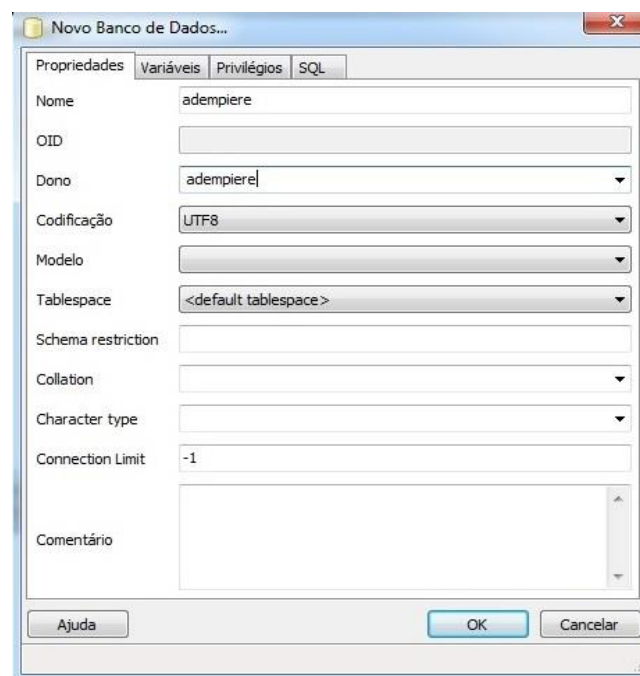 Novo Banco de Dados...
Propriedades Variáveis Privilégios SQL
Nome adempiere
OID
Dono adempiere
Codificação UTF8
Modelo
Tablespace <default tablespace>
Schema restriction
Collation
Character type
Connection Limit -1
Comentário
Ajuda OK Cancelar